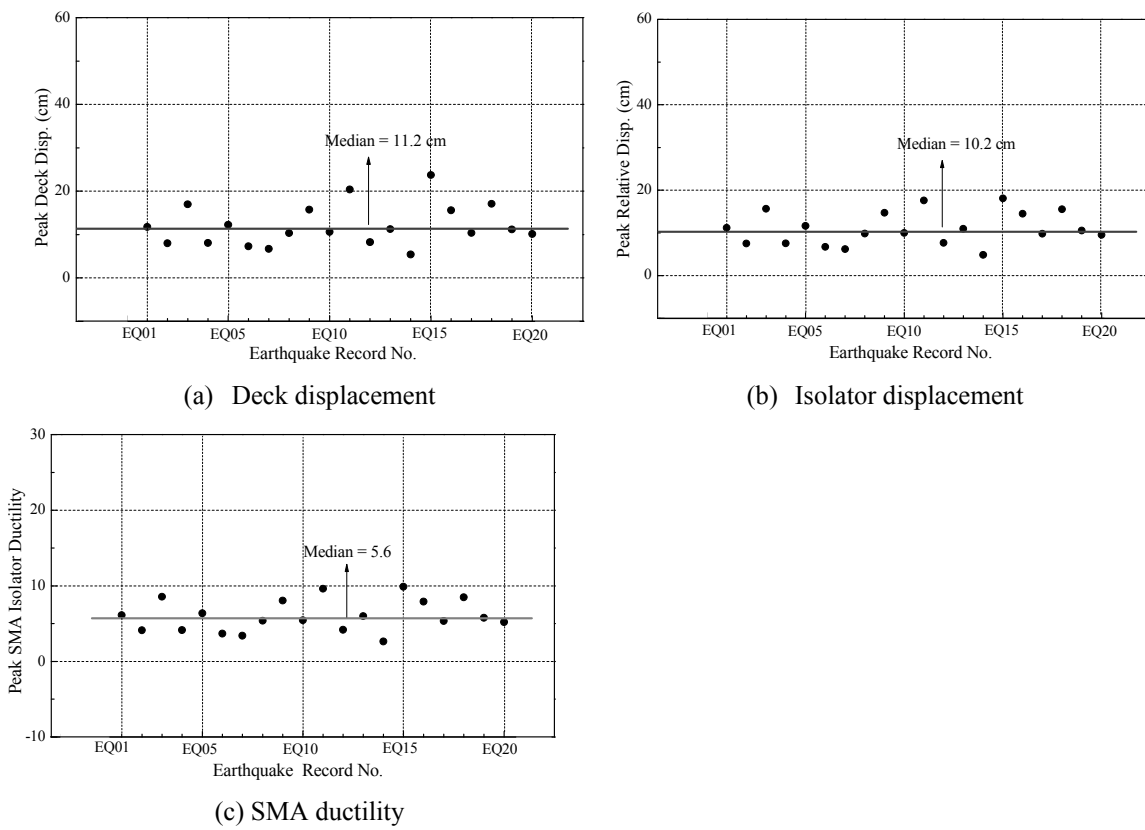 60
40
20
0
Peak Deck Disp. (cm)
Median = 11.2 cm
EQ01 EQ05 EQ10 EQ15 EQ20
Earthquake Record No.
(a) Deck displacement
60
40
20
0
Peak Relative Disp. (cm)
Median = 10.2 cm
EQ01 EQ05 EQ10 EQ15 EQ20
Earthquake Record No.
(b) Isolator displacement
30
20
10
0
-10
Peak SMA Isolator Ductility
Median = 5.6
EQ01 EQ05 EQ10 EQ15 EQ20
Earthquake Record No.
(c) SMA ductility